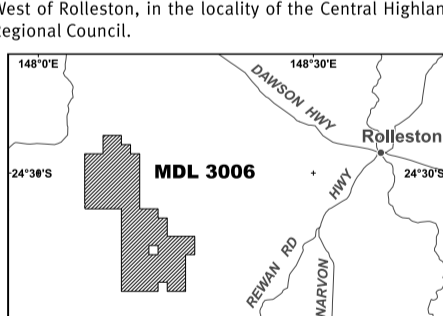 West of Rolleston, in the locality of the Central Highlan
Regional Council.
148°0'E
148°30'E
DAWSON HWY
Rolleston
24°30'S
MDL 3006
HWY
24°30'S
REWAN RD
NARVON